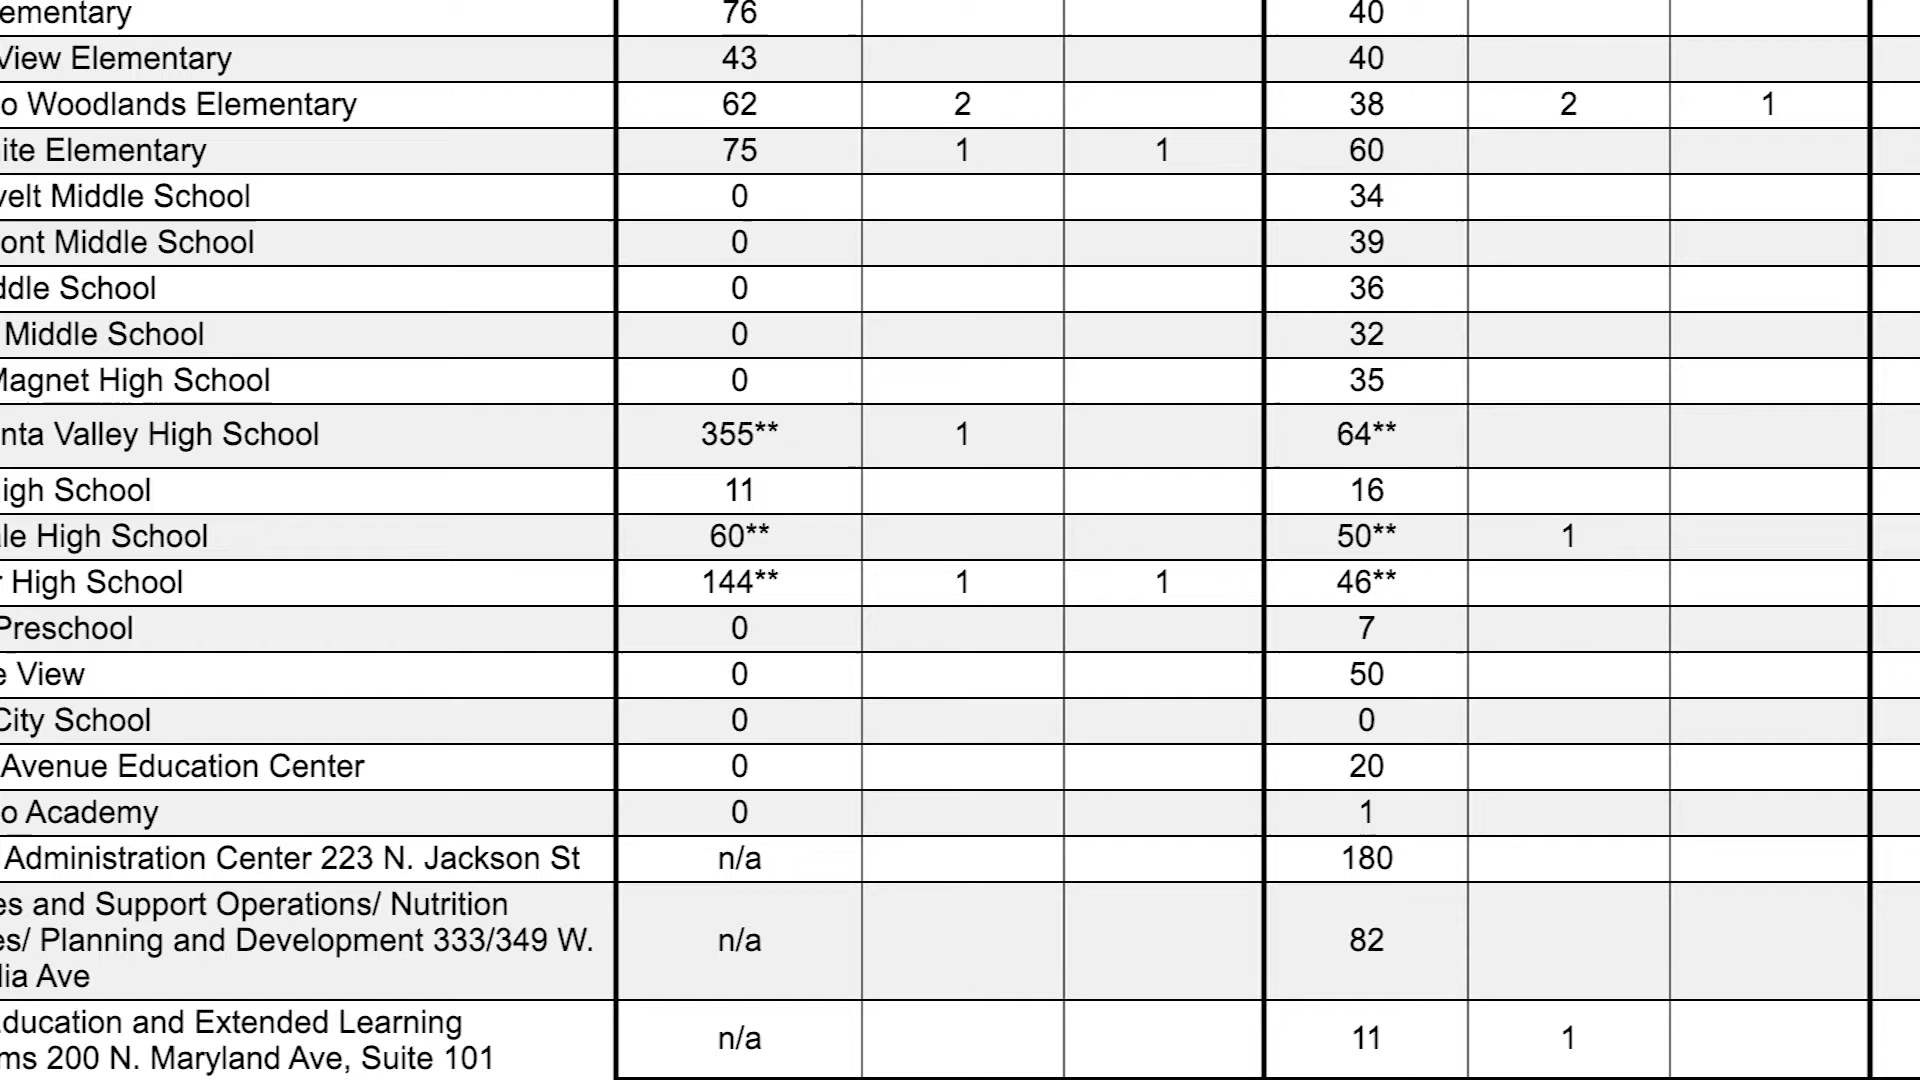 ementary 76 40
View Elementary 43 40
o Woodlands Elementary 62 2 38 2 1
ite Elementary 75 1 1 60
velt Middle School 0 34
ont Middle School 0 39
ddle School 0 36
Middle School 0 32
Magnet High School 0 35
nta Valley High School 355** 1 64**
igh School 11 16
le High School 60** 50** 1
r High School 144** 1 1 46**
Preschool 0 7
e View 0 50
City School 0 0
Avenue Education Center 0 20
o Academy 0 1
Administration Center 223 N. Jackson St n/a 180
es and Support Operations/ Nutrition
es/ Planning and Development 333/349 W. n/a 82
lia Ave
Education and Extended Learning
ms 200 N. Maryland Ave, Suite 101 n/a 11 1